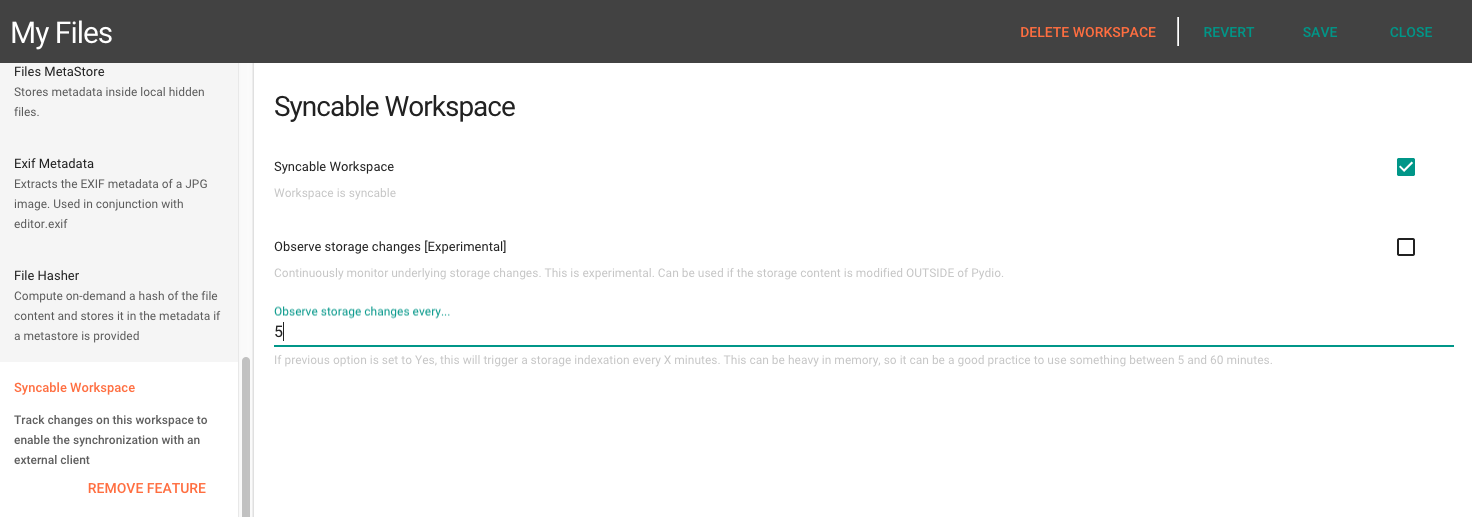 My Files
DELETE WORKSPACE
REVERT
SAVE
CLOSE
Files MetaStore
Stores metadata inside local hidden
files.
Exif Metadata
Extracts the EXIF metadata of a JPG
image. Used in conjunction with
editor.exif
File Hasher
Compute on-demand a hash of the file
content and stores it in the metadata if
a metastore is provided
Syncable Workspace
Track changes on this workspace to
enable the synchronization with an
external client
REMOVE FEATURE
Syncable Workspace
Syncable Workspace
Workspace is syncable
Observe storage changes [Experimental]
Continuously monitor underlying storage changes. This is experimental. Can be used if the storage content is modified OUTSIDE of Pydio.
Observe storage changes every...
5
If previous option is set to Yes, this will trigger a storage indexation every X minutes. This can be heavy in memory, so it can be a good practice to use something between 5 and 60 minutes.